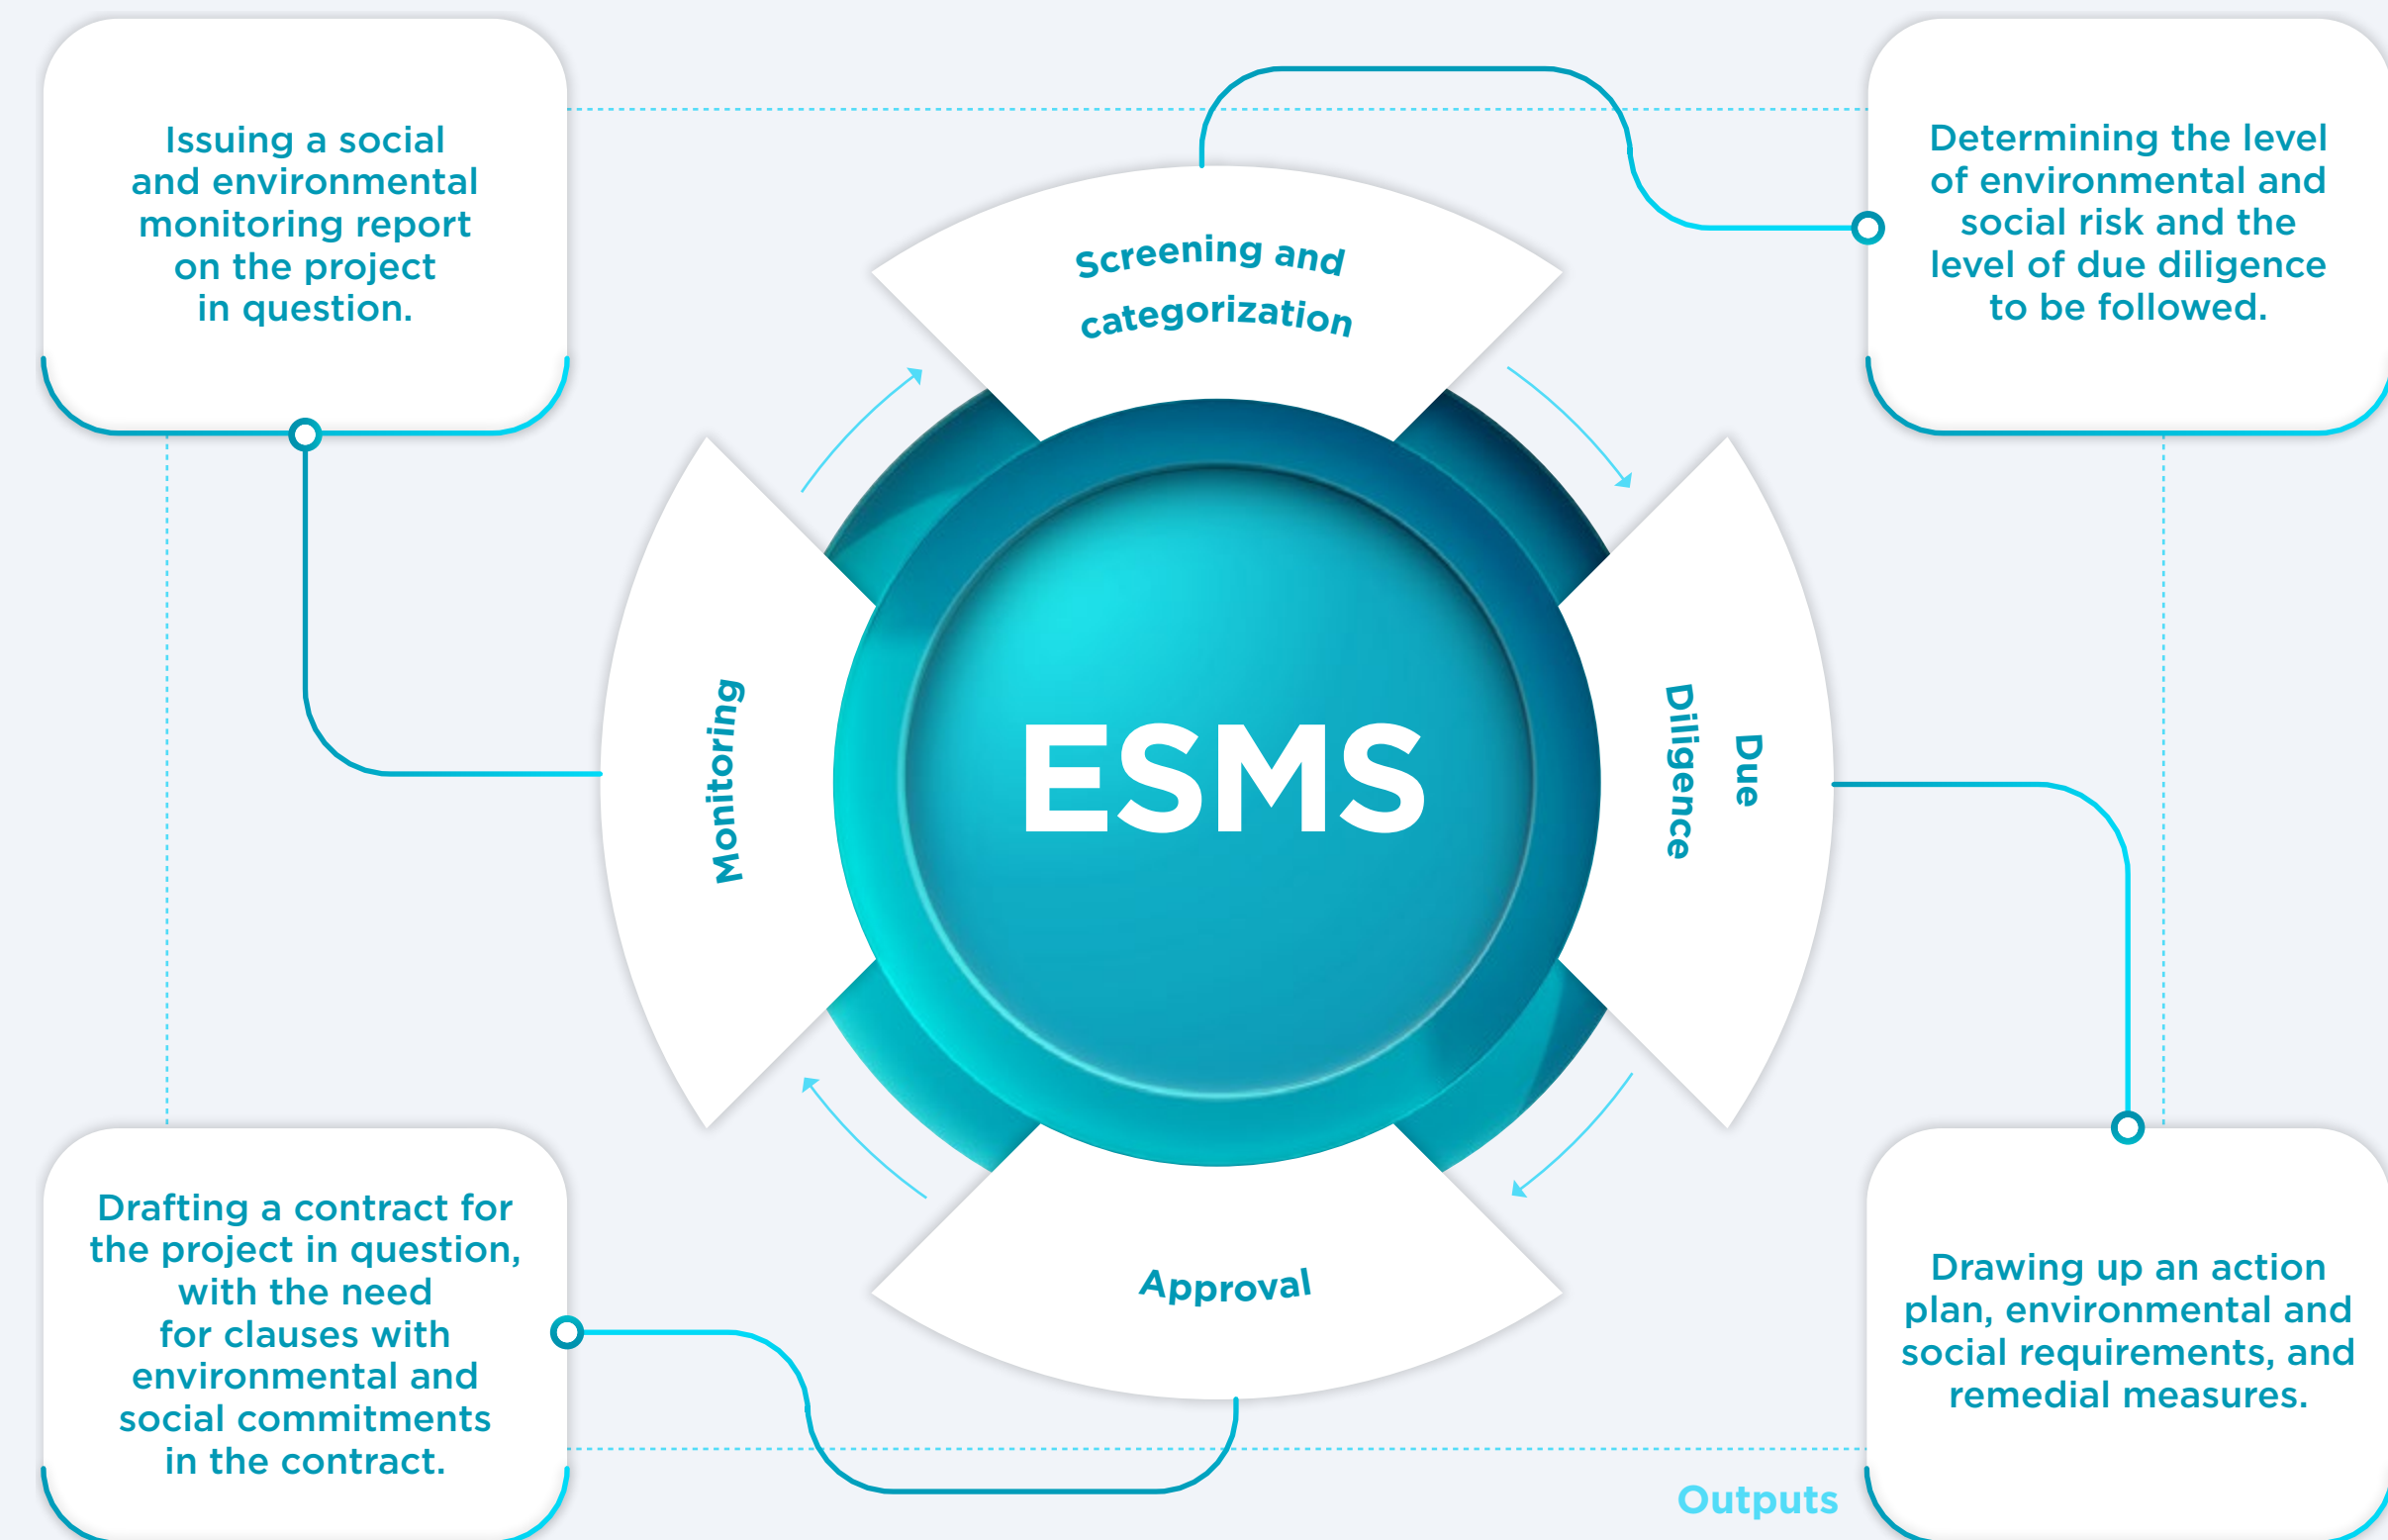 Issuing a social
and environmental
monitoring report
on the project
in question.
Determining the level
of environmental and
social risk and the
level of due diligence
to be followed.
Screening and
categorization
Monitoring
ESMS
Due
Diligence
Approval
Drafting a contract for
the project in question,
with the need
for clauses with
environmental and
social commitments
in the contract.
Drawing up an action
plan, environmental and
social requirements, and
remedial measures.
Outputs